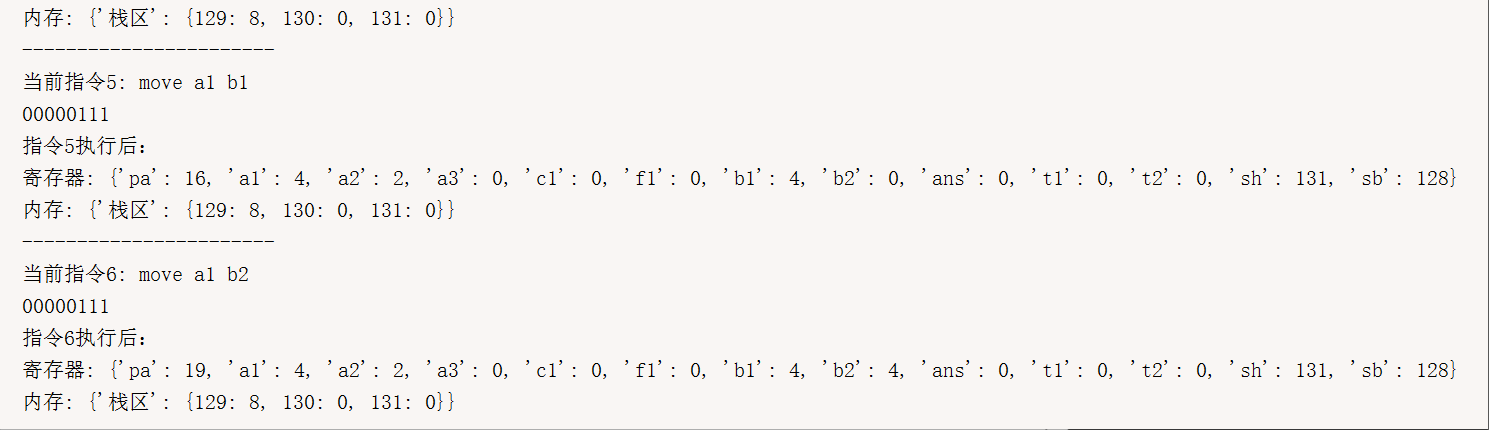 内存: {'栈区': {129: 8, 130: 0, 131: 0}}
------------------------
当前指令5: move a1 b1
00000111
指令5执行后:
寄存器: {'pa': 16, 'a1': 4, 'a2': 2, 'a3': 0, 'c1': 0, 'f1': 0, 'b1': 4, 'b2': 0, 'ans': 0, 't1': 0, 't2': 0, 'sh': 131, 'sb': 128}
内存: {'栈区': {129: 8, 130: 0, 131: 0}}
------------------------
当前指令6: move a1 b2
00000111
指令6执行后:
寄存器: {'pa': 19, 'a1': 4, 'a2': 2, 'a3': 0, 'c1': 0, 'f1': 0, 'b1': 4, 'b2': 4, 'ans': 0, 't1': 0, 't2': 0, 'sh': 131, 'sb': 128}
内存: {'栈区': {129: 8, 130: 0, 131: 0}}